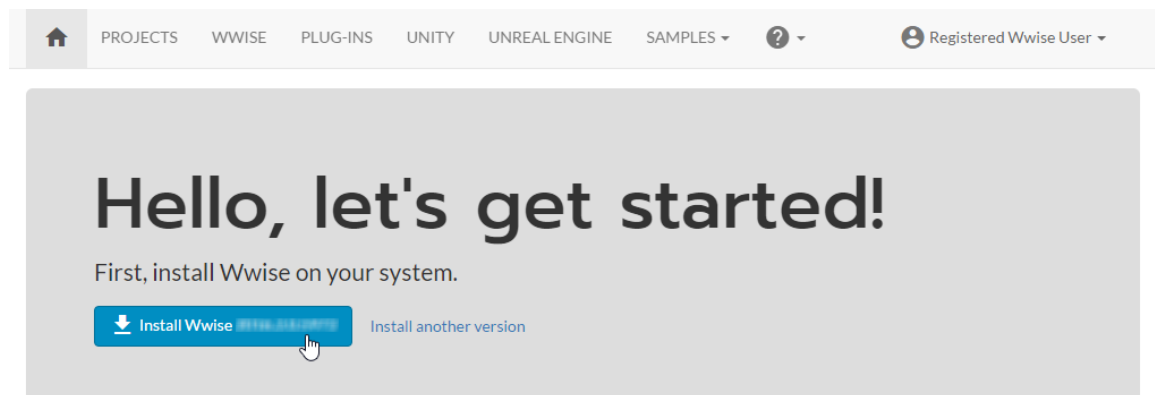 PROJECTS WWISE PLUG-INS UNITY UNREAL ENGINE SAMPLES Registered Wwise User
Hello, let's get started!
First, install Wwise on your system.
Install Wwise Install another version